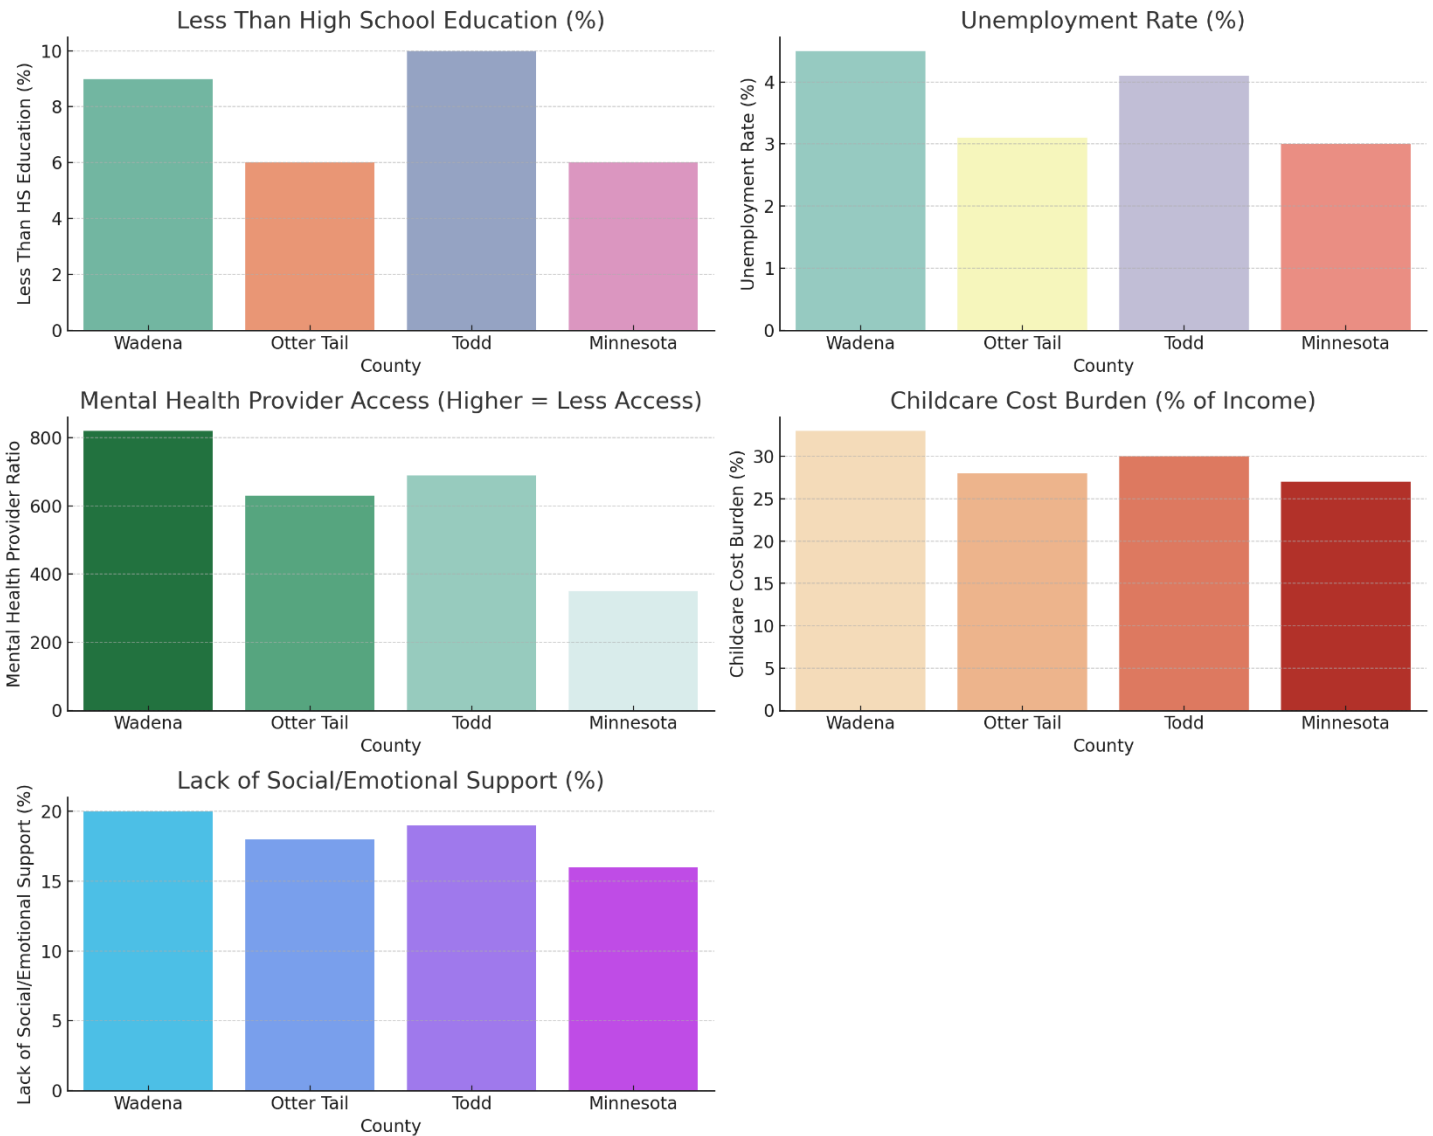 Less Than High School Education (%)
Less Than HS Education (%)
10
8
6
4
2
0
Wadena Otter Tail Todd Minnesota
County
Unemployment Rate (%)
Unemployment Rate (%)
4
3
2
1
0
Wadena Otter Tail Todd Minnesota
County
Mental Health Provider Access (Higher = Less Access)
Mental Health Provider Ratio
800
600
400
200
0
Wadena Otter Tail Todd Minnesota
County
Childcare Cost Burden (% of Income)
Childcare Cost Burden (%)
30
25
20
15
10
5
0
Wadena Otter Tail Todd Minnesota
County
Lack of Social/Emotional Support (%)
Lack of Social/Emotional Support (%)
20
15
10
5
0
Wadena Otter Tail Todd Minnesota
County